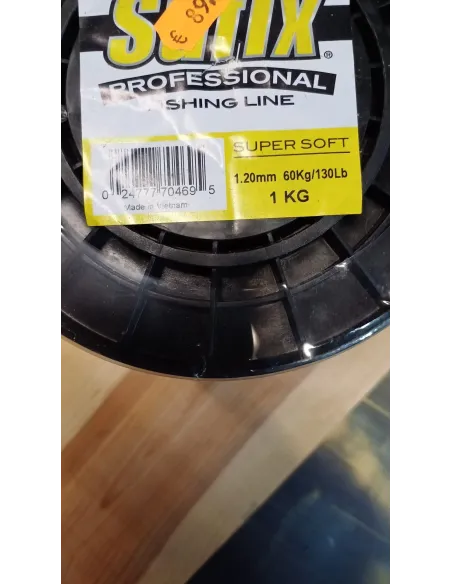 € 89
Sufix®
PROFESSIONAL
FISHING LINE
SUPER SOFT
1.20mm 60Kg/130Lb
1 KG
0 24777 70469 5
Made in Vietnam